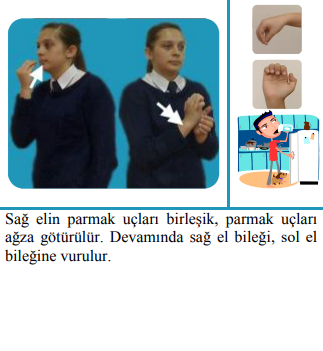 Sağ elin parmak uçları birleşik, parmak uçları
ağza götürülür. Devamında sağ el bileği, sol el
bileğine vurulur.